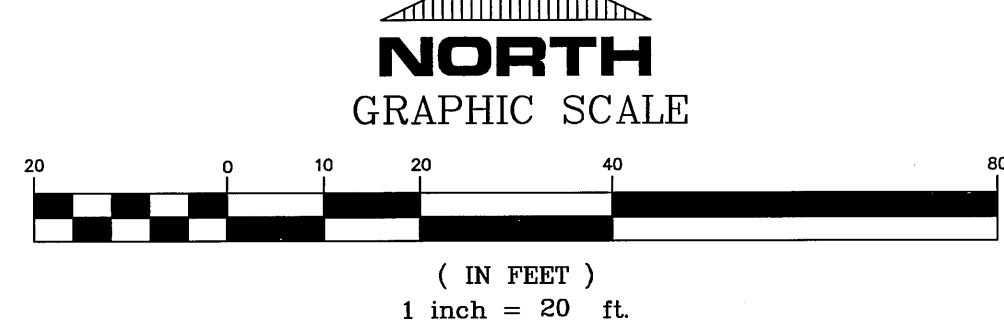 NORTH
GRAPHIC SCALE
20 0 10 20 40 80
( IN FEET )
1 inch = 20 ft.